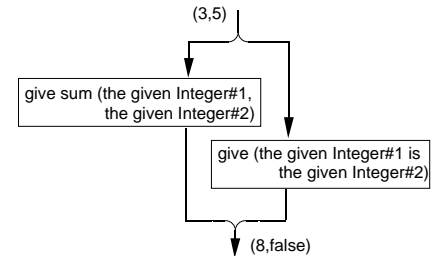 (3,5)
give sum (the given Integer#1,
the given Integer#2)
give (the given Integer#1 is
the given Integer#2)
(8,false)